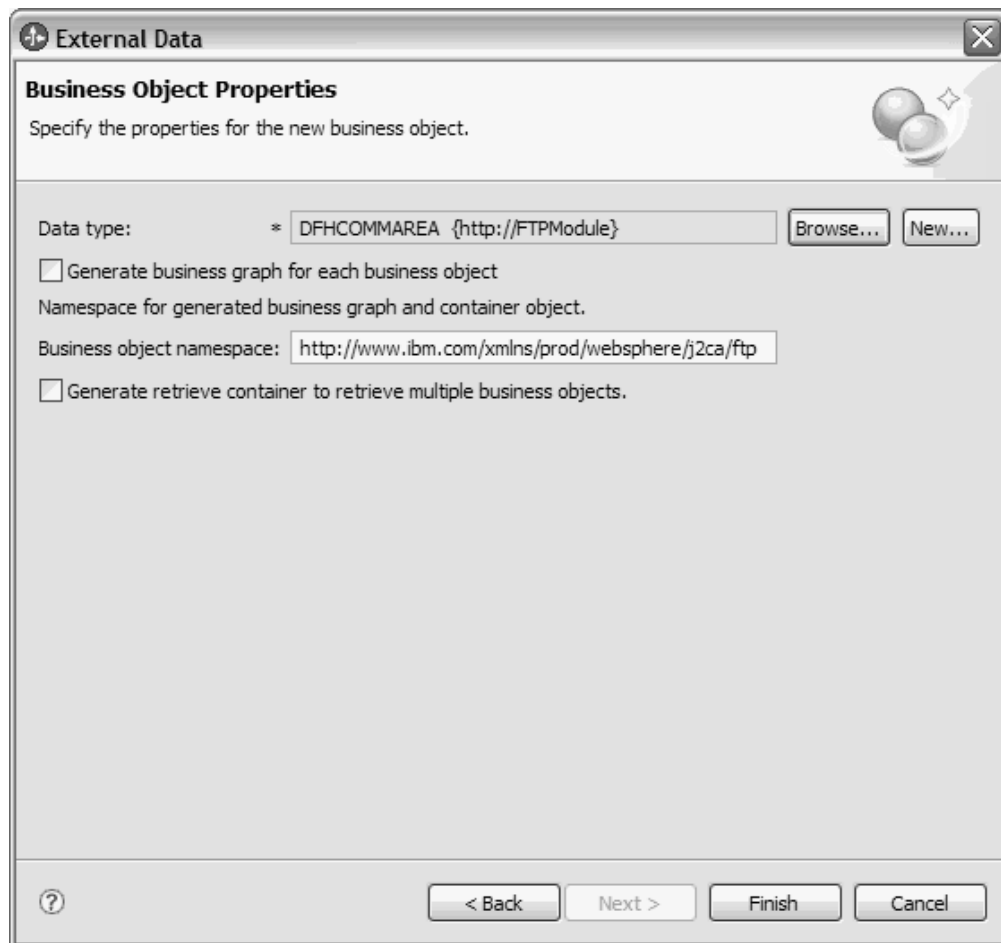 External Data
Business Object Properties
Specify the properties for the new business object.
Data type: * DFHCOMMAREA {http://FTPModule} Browse... New...
Generate business graph for each business object
Namespace for generated business graph and container object.
Business object namespace: http://www.ibm.com/xmlns/prod/websphere/j2ca/ftp
Generate retrieve container to retrieve multiple business objects.
? < Back Next > Finish Cancel